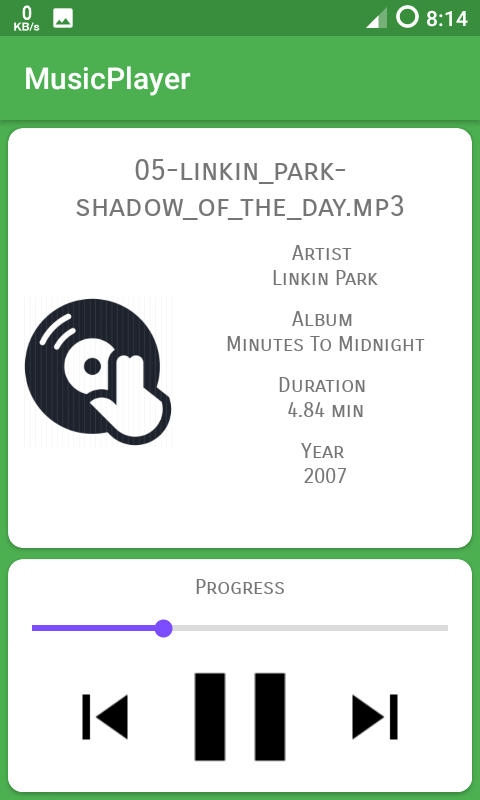 0
KB/s
8:14
MusicPlayer
05-linkin_park-
shadow_of_the_day.mp3
Artist
Linkin Park
Album
Minutes To Midnight
Duration
4.84 min
Year
2007
Progress